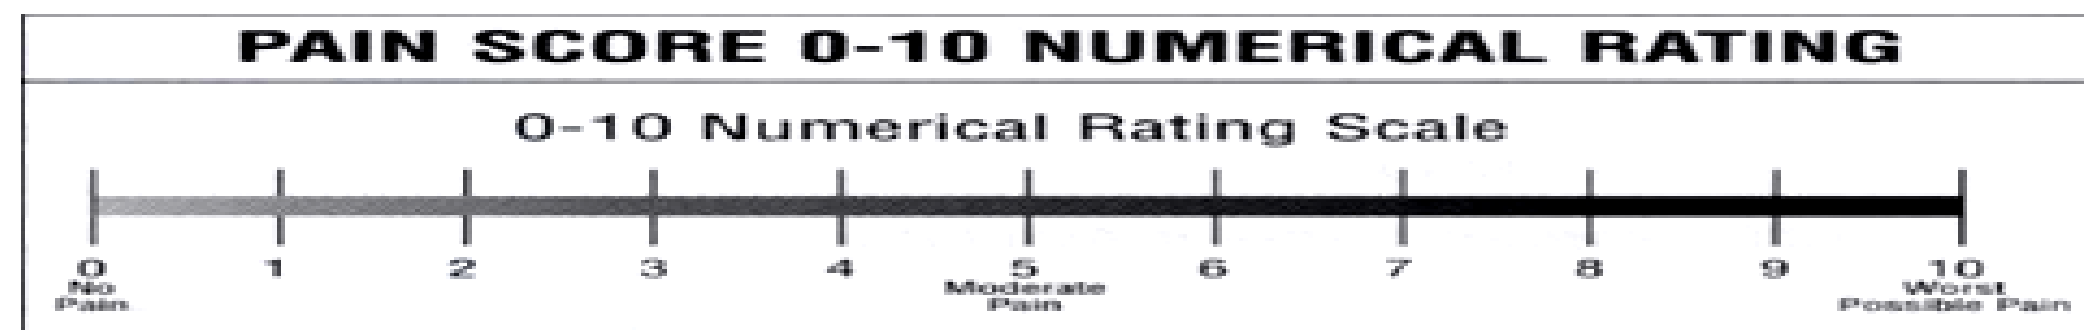 PAIN SCORE 0-10 NUMERICAL RATING
0-10 Numerical Rating Scale
0 1 2 3 4 5 6 7 8 9 10
No Moderate Worst
Pain Pain Possible Pain